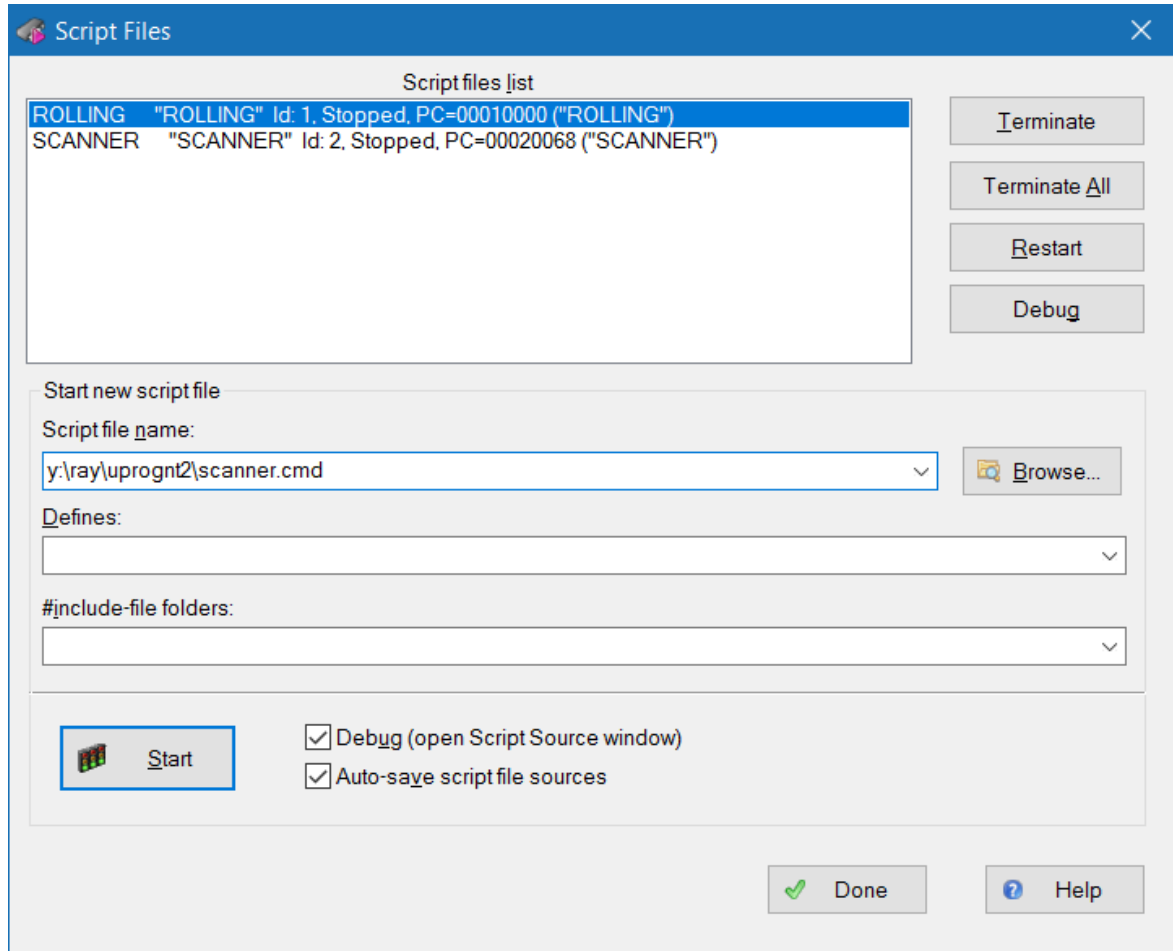 Script Files
Script files list
ROLLING "ROLLING" Id: 1, Stopped, PC=00010000 ("ROLLING")
SCANNER "SCANNER" Id: 2, Stopped, PC=00020068 ("SCANNER")
Terminate
Terminate All
Restart
Debug
Start new script file
Script file name:
y:\ray\uprognt2\scanner.cmd
Browse...
Defines:
#include-file folders:
Start
Debug (open Script Source window)
Auto-save script file sources
Done
Help